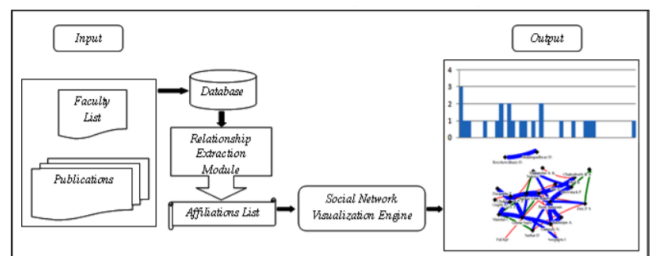 Input
Output
Faculty
List
Publications
Database
Relationship
Extraction
Module
Affiliations List
Social Network
Visualization Engine
4
3
2
1
0